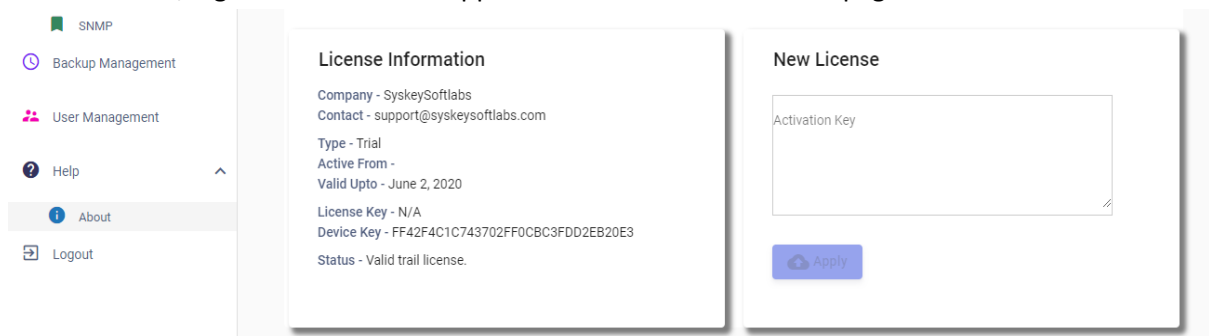 SNMP
Backup Management
User Management
Help
About
Logout
License Information
Company - SyskeySoftlabs
Contact - support@syskeysoftlabs.com
Type - Trial
Active From -
Valid Upto - June 2, 2020
License Key - N/A
Device Key - FF42F4C1C743702FF0CBC3FDD2EB20E3
Status - Valid trail license.
New License
Activation Key
Apply